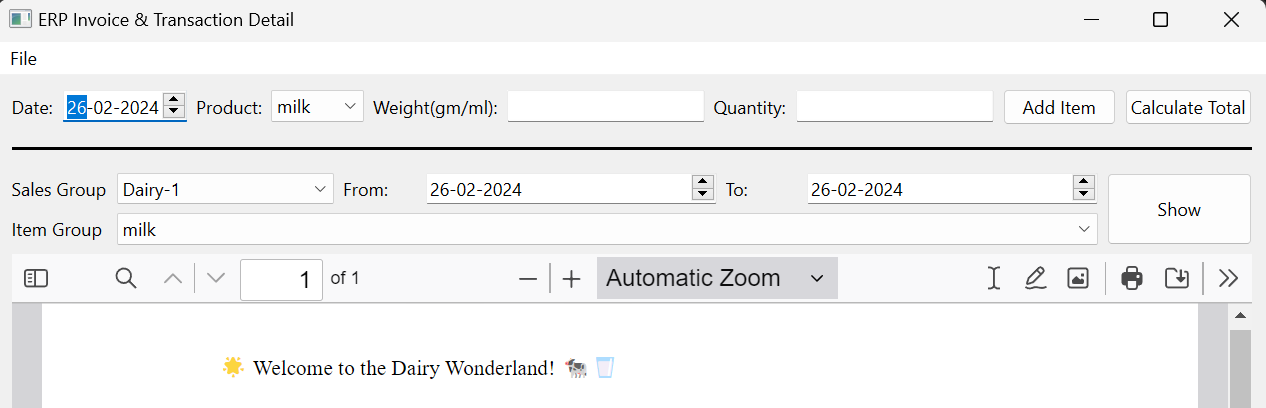 ERP Invoice & Transaction Detail
File
Date: 26-02-2024 Product: milk Weight(gm/ml): Quantity: Add Item Calculate Total
Sales Group Dairy-1 From: 26-02-2024 To: 26-02-2024
Show
Item Group milk
1 of 1 Automatic Zoom
🌟 Welcome to the Dairy Wonderland! 🐄 🥛